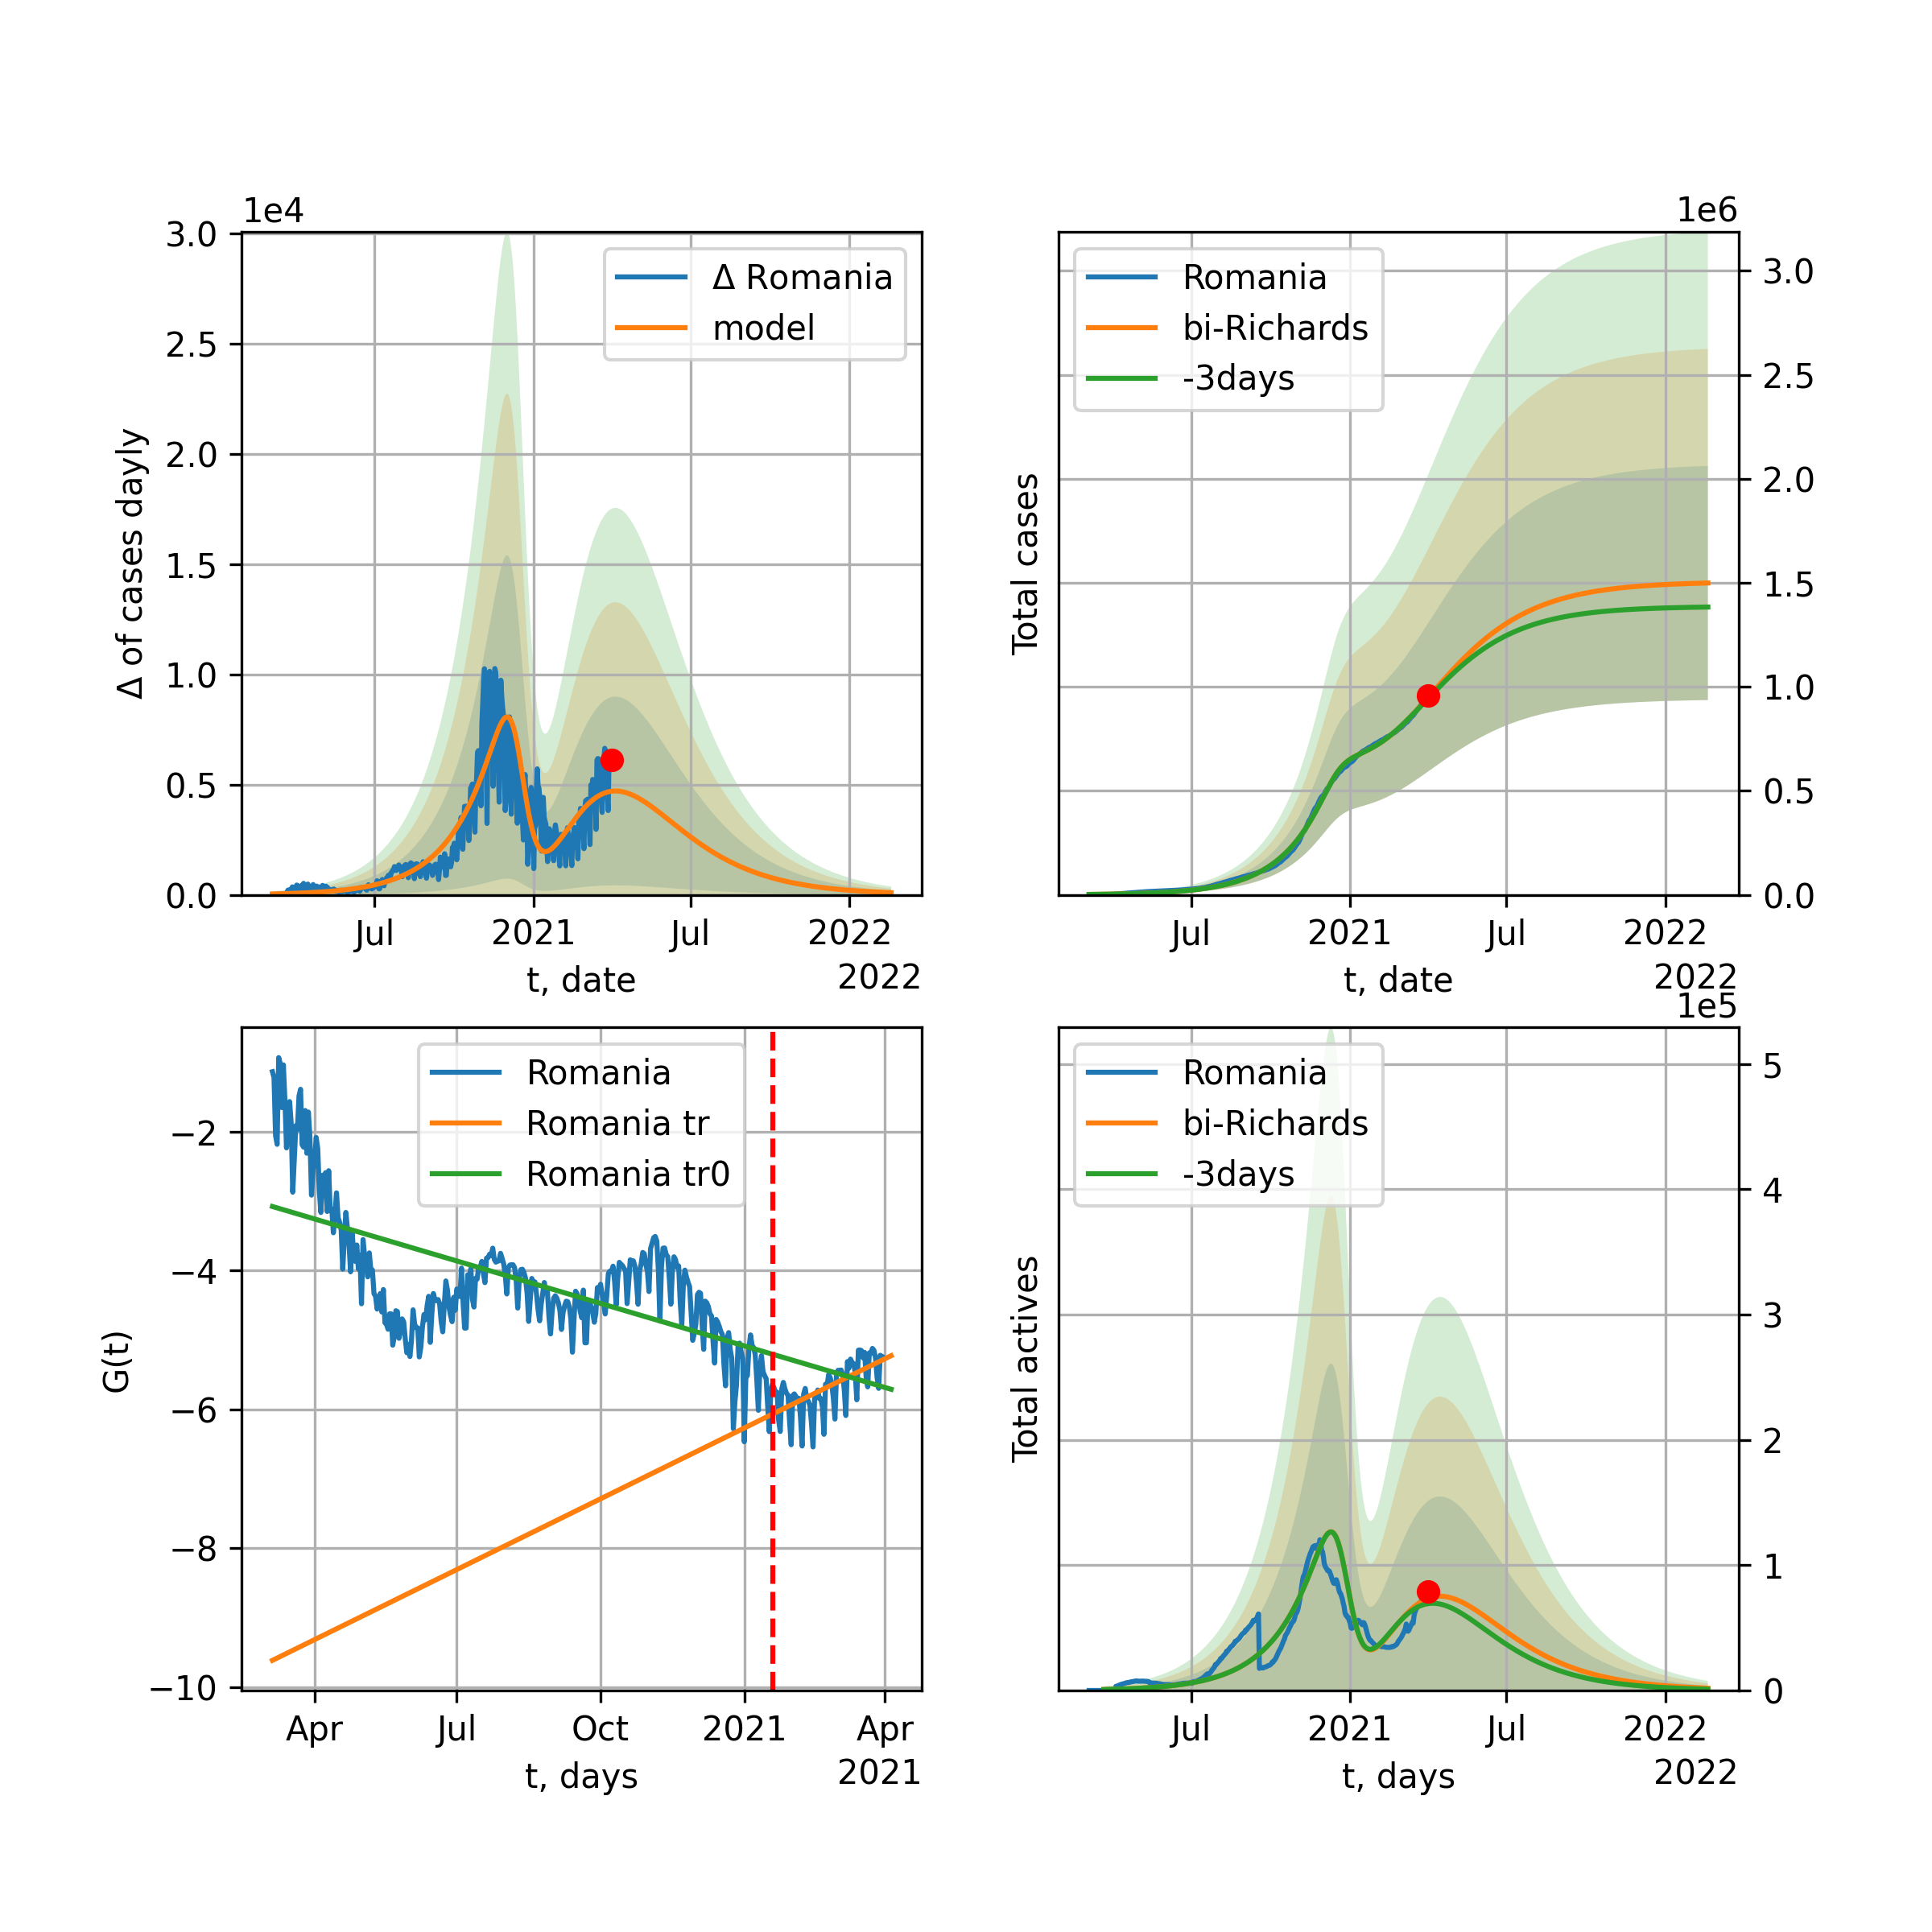 1e4
3.0
2.5
2.0
1.5
1.0
0.5
0.0
Δ of cases dayly
Δ Romania
model
Jul
2021
Jul
2022
t, date
2022
1e6
Total cases
Romania
bi-Richards
-3days
3.0
2.5
2.0
1.5
1.0
0.5
0.0
Jul
2021
Jul
2022
t, date
2022
G(t)
−2
−4
−6
−8
−10
Romania
Romania tr
Romania tr0
Apr
Jul
Oct
2021
Apr
t, days
2021
1e5
Total actives
Romania
bi-Richards
-3days
5
4
3
2
1
0
Jul
2021
Jul
2022
t, days
2022